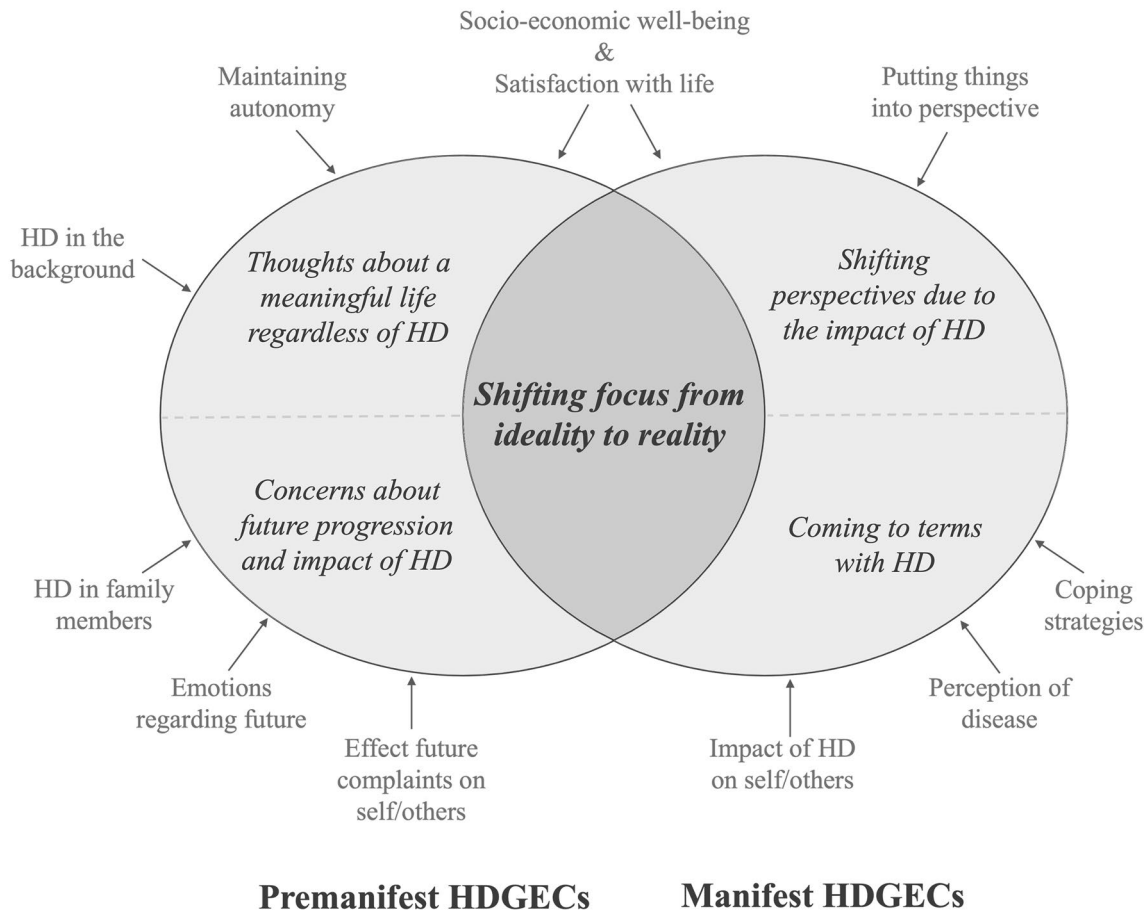 Socio-economic well-being
&
Satisfaction with life
Maintaining
autonomy
Putting things
into perspective
HD in the
background
Thoughts about a
meaningful life
regardless of HD
Shifting
perspectives due to
the impact of HD
Shifting focus from
ideality to reality
Concerns about
future progression
and impact of HD
Coming to terms
with HD
HD in family
members
Coping
strategies
Emotions
regarding future
Perception of
disease
Effect future
complaints on
self/others
Impact of HD
on self/others
Premanifest HDGECs
Manifest HDGECs